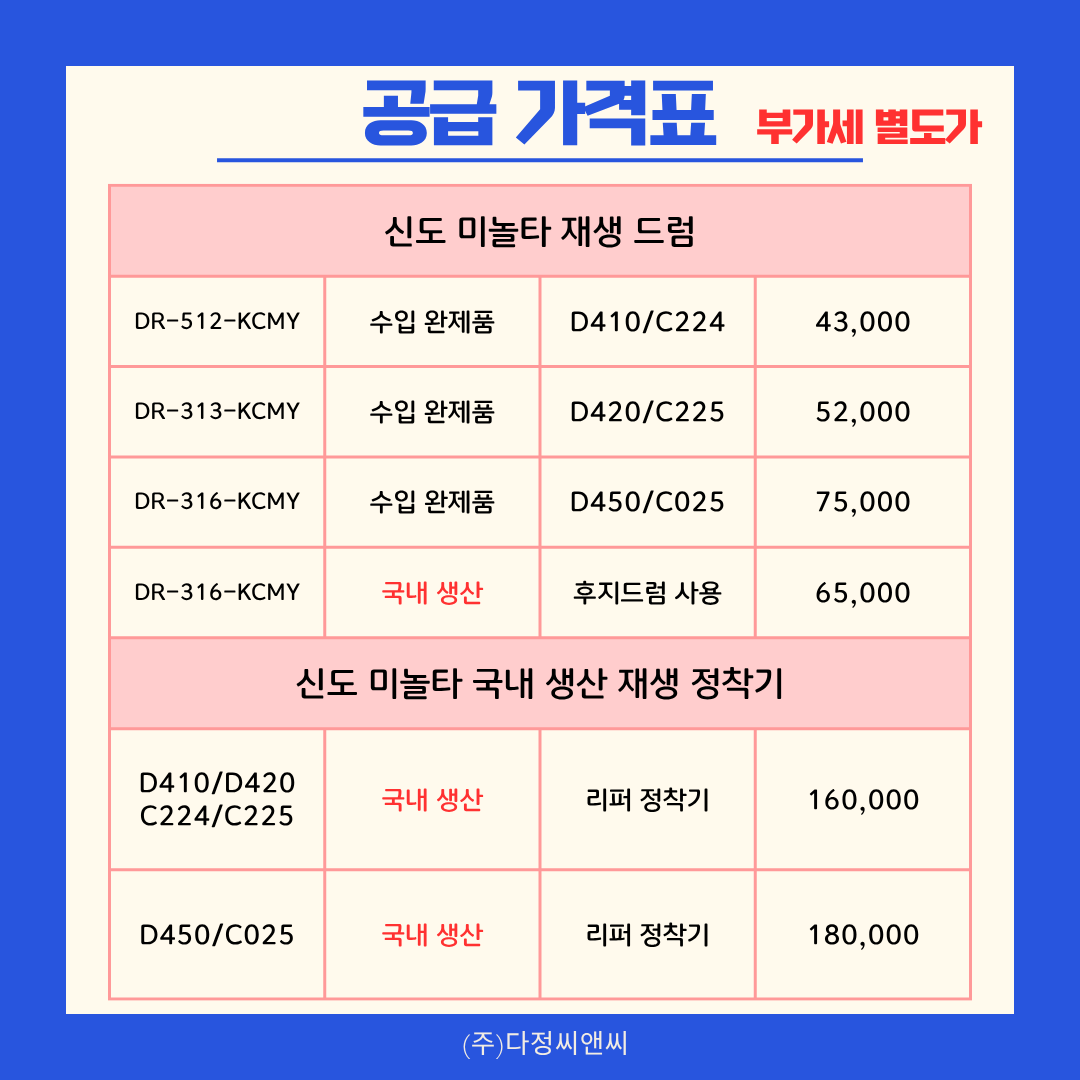 공급 가격표 부가세 별도가
신도 미놀타 재생 드럼
DR-512-KCMY 수입 완제품 D410/C224 43,000
DR-313-KCMY 수입 완제품 D420/C225 52,000
DR-316-KCMY 수입 완제품 D450/C025 75,000
DR-316-KCMY 국내 생산 후지드럼 사용 65,000
신도 미놀타 국내 생산 재생 정착기
D410/D420
C224/C225 국내 생산 리퍼 정착기 160,000
D450/C025 국내 생산 리퍼 정착기 180,000
(주)다정씨앤씨